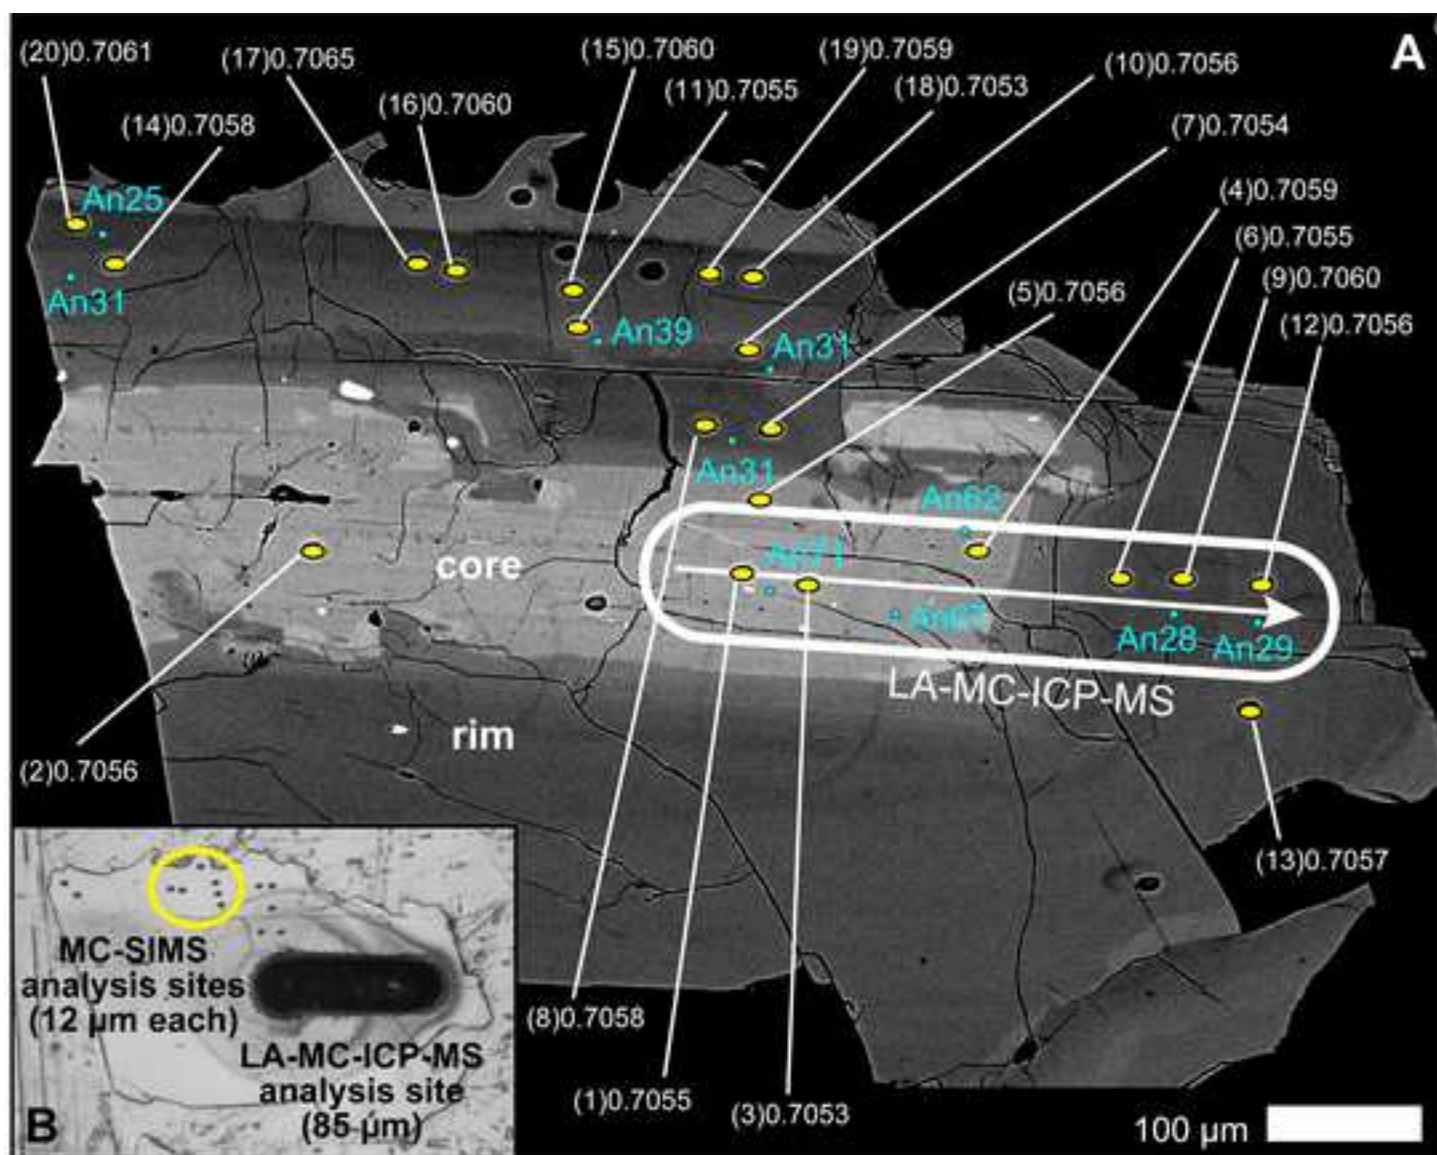 A
(20)0.7061
(17)0.7065
(15)0.7060
(19)0.7059
(10)0.7056
(14)0.7058
(16)0.7060
(11)0.7055
(18)0.7053
(7)0.7054
(4)0.7059
(6)0.7055
(9)0.7060
(12)0.7056
(5)0.7056
An25
An31
An39
An31
An31
An62
An71
An67
An28
An29
core
rim
LA-MC-ICP-MS
(2)0.7056
(13)0.7057
(8)0.7058
(1)0.7055
(3)0.7053
MC-SIMS
analysis sites
(12 µm each)
LA-MC-ICP-MS
analysis site
(85 µm)
B
100 µm